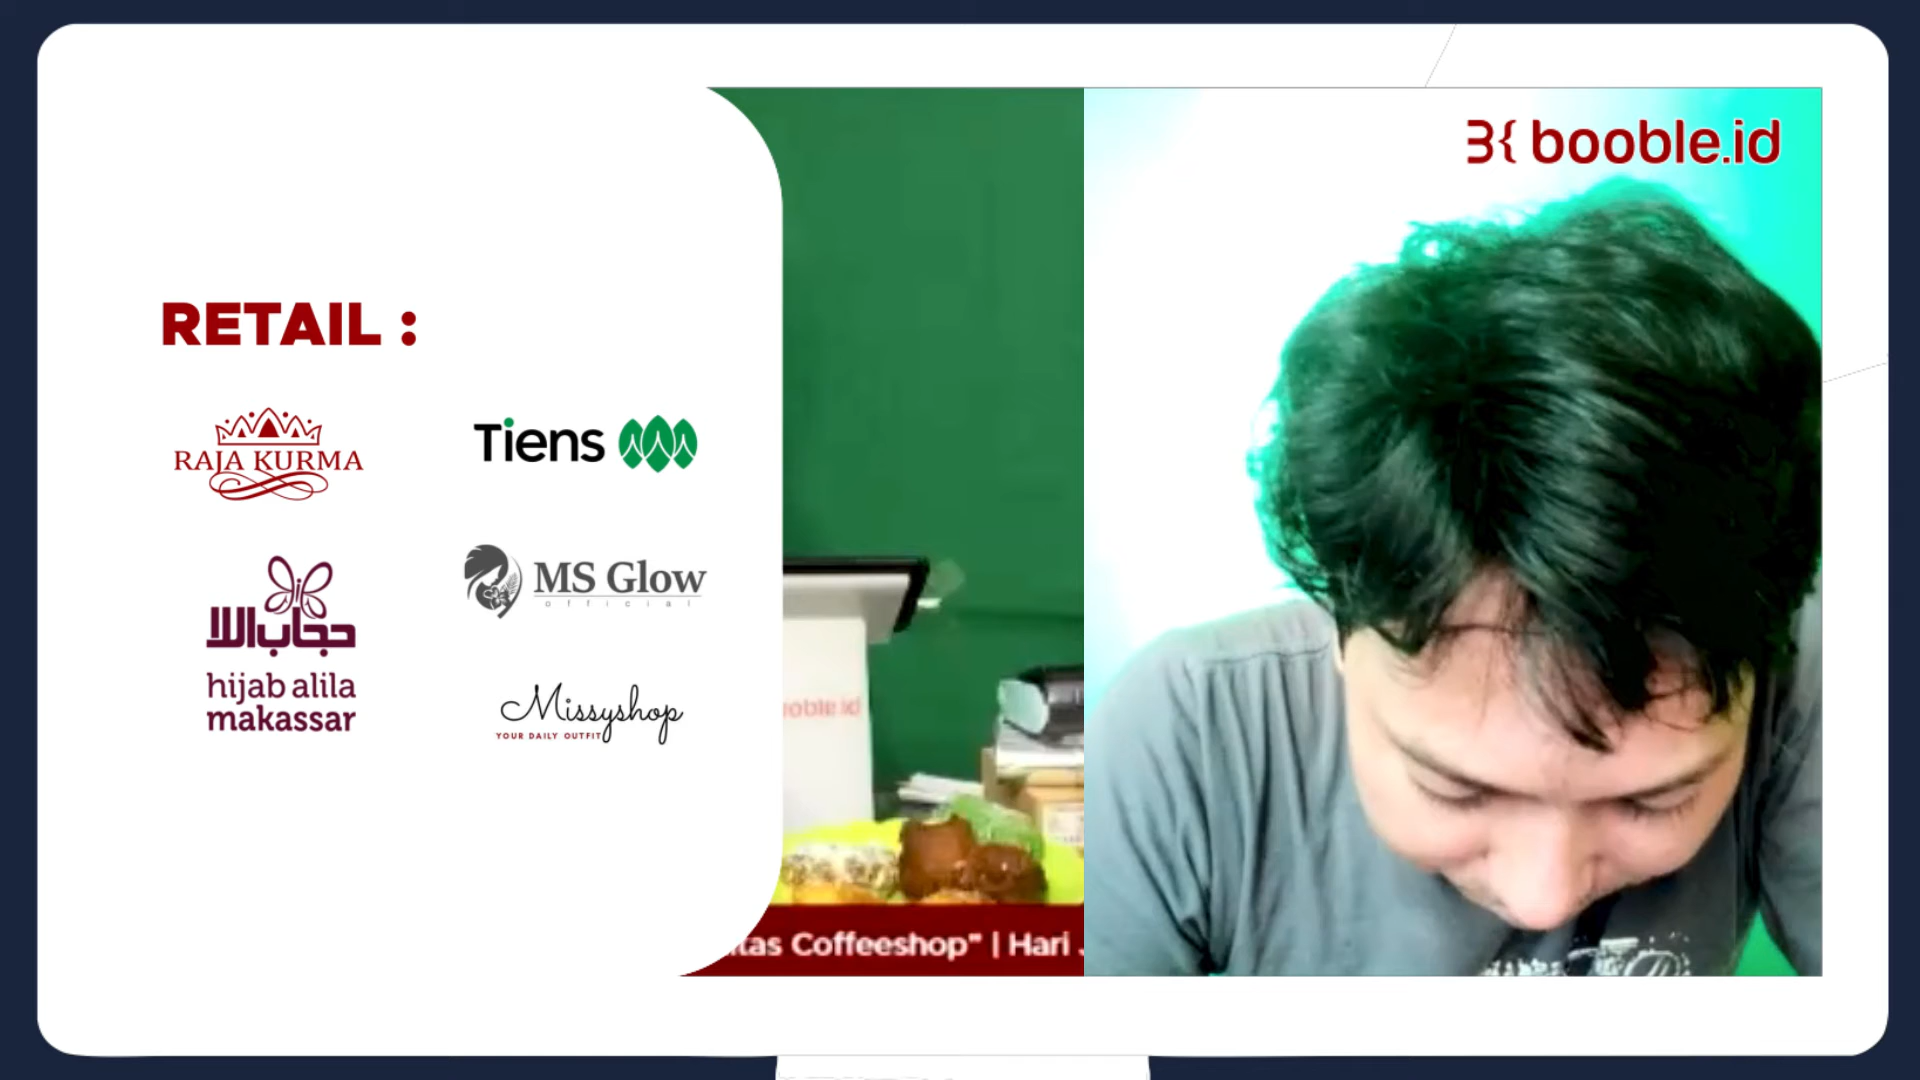 RETAIL :
RAJA KURMA
Tiens
حجاب اللا
hijab alila
makassar
MS Glow
official
Missyshop
YOUR DAILY OUTFIT
booble.id
Coffeeshop" | Hari